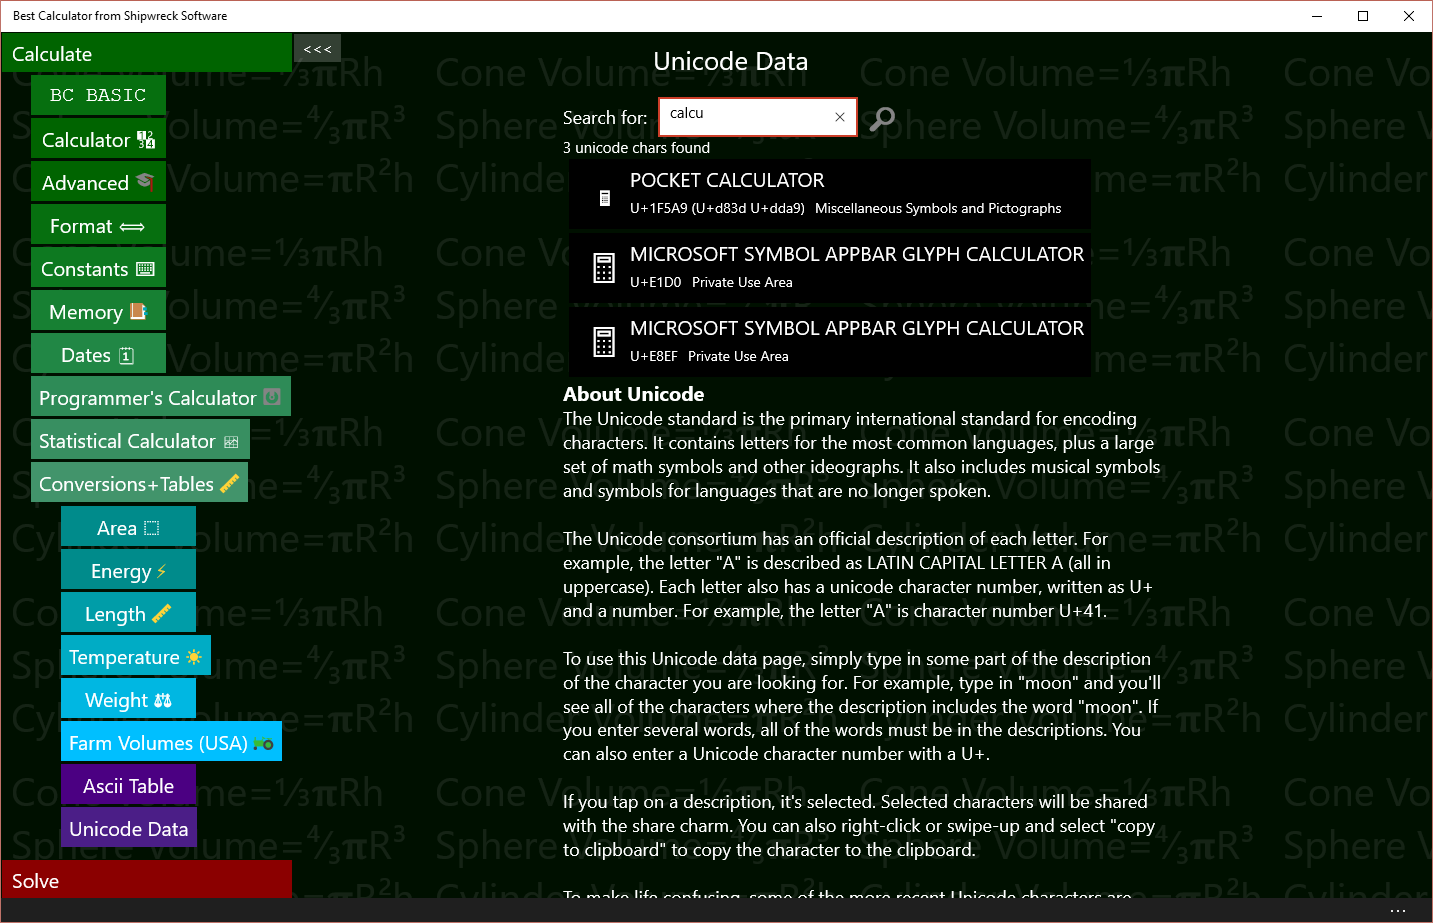 Best Calculator from Shipwreck Software
Calculate
<<<
BC BASIC
Calculator
Advanced
Format
Constants
Memory
Dates
Programmer's Calculator
Statistical Calculator
Conversions+Tables
Area
Energy
Length
Temperature
Weight
Farm Volumes (USA)
Ascii Table
Unicode Data
Solve
Unicode Data
Search for:
calcu
3 unicode chars found
POCKET CALCULATOR
U+1F5A9 (U+d83d U+dda9) Miscellaneous Symbols and Pictographs
MICROSOFT SYMBOL APPBAR GLYPH CALCULATOR
U+E1D0 Private Use Area
MICROSOFT SYMBOL APPBAR GLYPH CALCULATOR
U+E8EF Private Use Area
About Unicode
The Unicode standard is the primary international standard for encoding
characters. It contains letters for the most common languages, plus a large
set of math symbols and other ideographs. It also includes musical symbols
and symbols for languages that are no longer spoken.
The Unicode consortium has an official description of each letter. For
example, the letter "A" is described as LATIN CAPITAL LETTER A (all in
uppercase). Each letter also has a unicode character number, written as U+
and a number. For example, the letter "A" is character number U+41.
To use this Unicode data page, simply type in some part of the description
of the character you are looking for. For example, type in "moon" and you'll
see all of the characters where the description includes the word "moon". If
you enter several words, all of the words must be in the descriptions. You
can also enter a Unicode character number with a U+.
If you tap on a description, it's selected. Selected characters will be shared
with the share charm. You can also right-click or swipe-up and select "copy
to clipboard" to copy the character to the clipboard.
To make life confusing, some of the more recent Unicode characters are
Cone Volume=⅓πRh
Sphere Volume=⁴⁄₃πR³
Cylinder Volume=πR²h